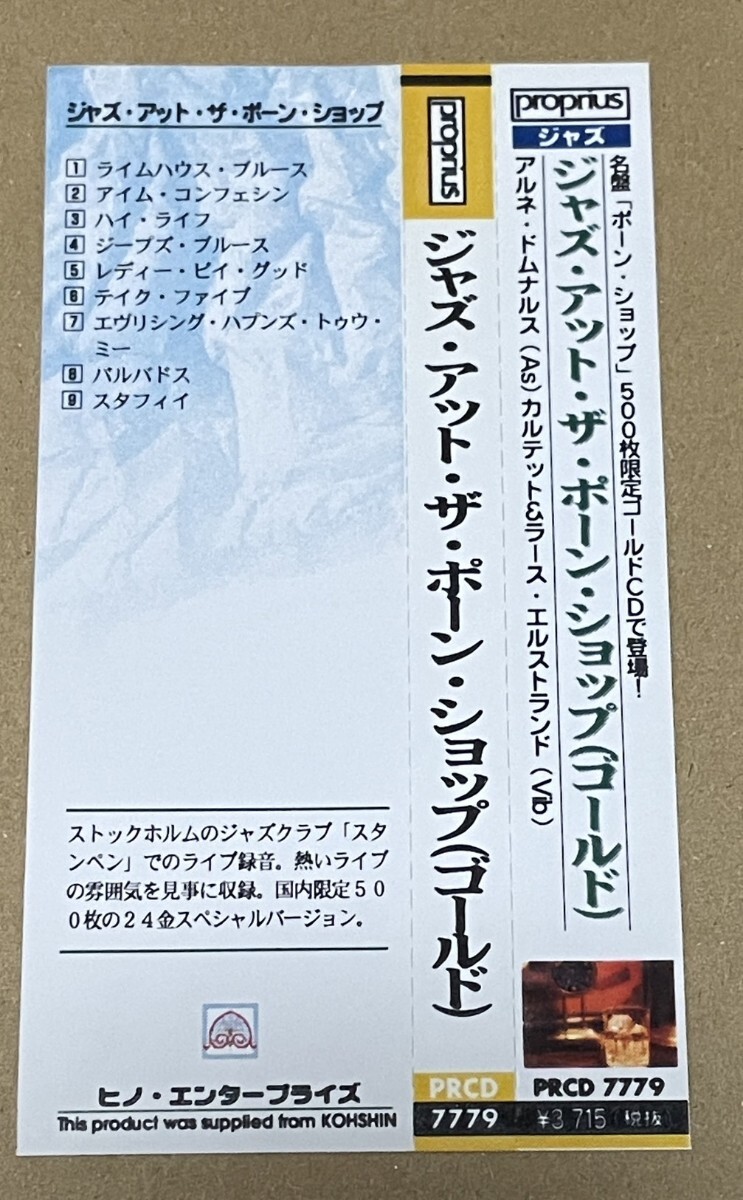 ジャズ・アット・ザ・ポーン・ショップ
1 ライムハウス・ブルース
2 アイム・コンフェシン
3 ハイ・ライフ
4 ジープズ・ブルース
5 レディー・ビイ・グッド
6 テイク・ファイブ
7 エヴリシング・ハプンズ・トゥウ・
ミー
8 バルバドス
9 スタフィイ
ストックホルムのジャズクラブ「スタ
ンペン」でのライブ録音。熱いライブ
の雰囲気を見事に収録。国内限定５０
０枚の２４金スペシャルバージョン。
ヒノ・エンタープライズ
This product was supplied from KOHSHIN
proprius
ジャズ・アット・ザ・ポーン・ショップ(ゴールド)
PRCD
7779
proprius
ジャズ
名盤「ポーン・ショップ」500枚限定ゴールドCDで登場！
ジャズ・アット・ザ・ポーン・ショップ(ゴールド)
アルネ・ドムナルス(As)カルテット&ラース・エルストランド(Vib)
PRCD 7779
¥3,715（税抜）